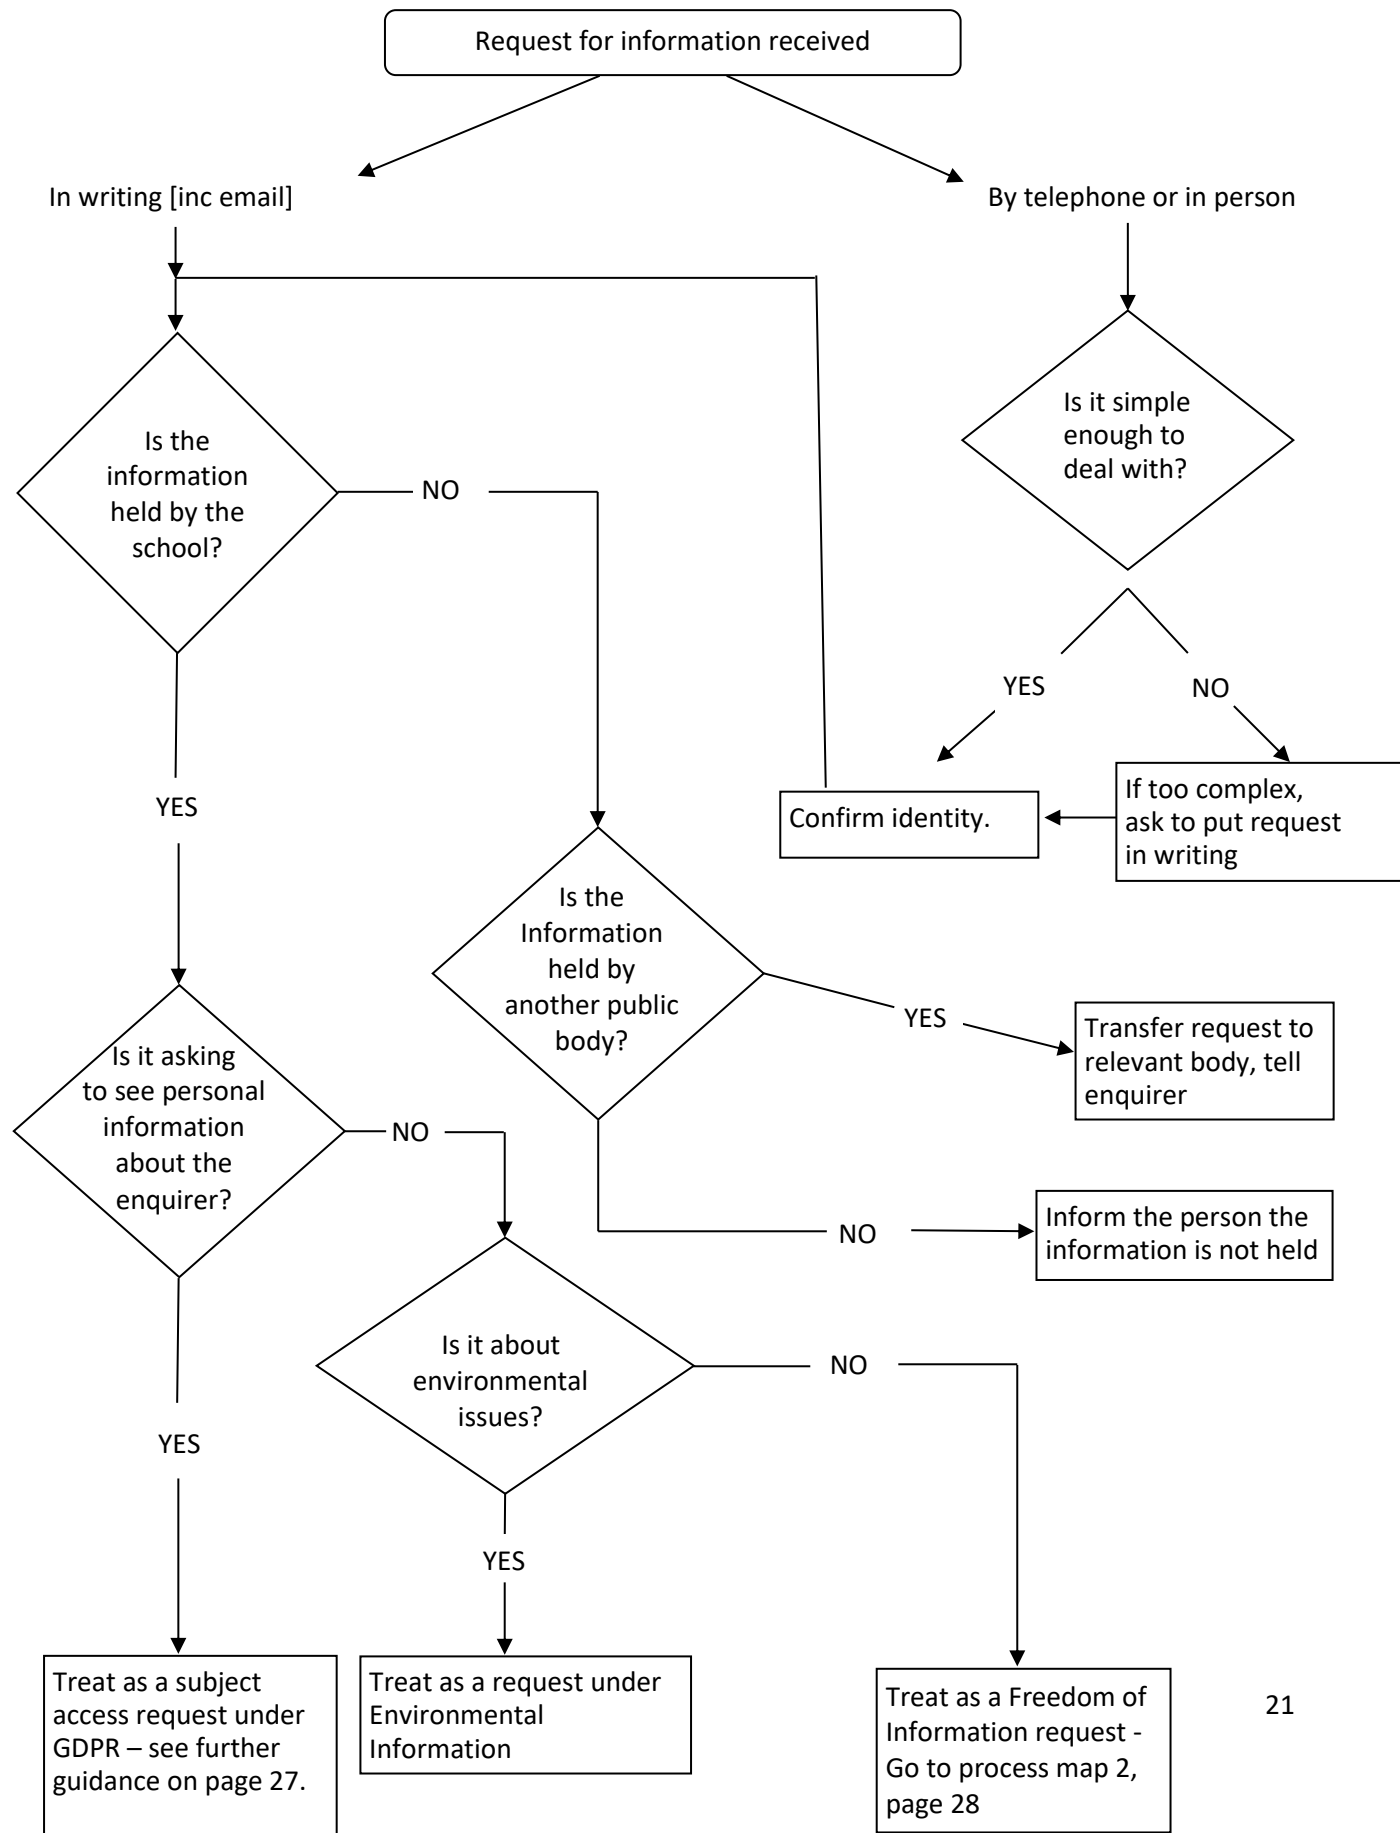 Request for information received
In writing [inc email]
By telephone or in person
Is it simple
enough to
deal with?
Is the
information
held by the
school?
NO
YES
NO
YES
Confirm identity.
If too complex,
ask to put request
in writing
Is the
Information
held by
another public
body?
YES
Transfer request to
relevant body, tell
enquirer
Is it asking
to see personal
information
about the
enquirer?
NO
NO
Inform the person the
information is not held
Is it about
environmental
issues?
NO
YES
YES
Treat as a subject
access request under
GDPR – see further
guidance on page 27.
Treat as a request under
Environmental
Information
Treat as a Freedom of
Information request -
Go to process map 2,
page 28
21